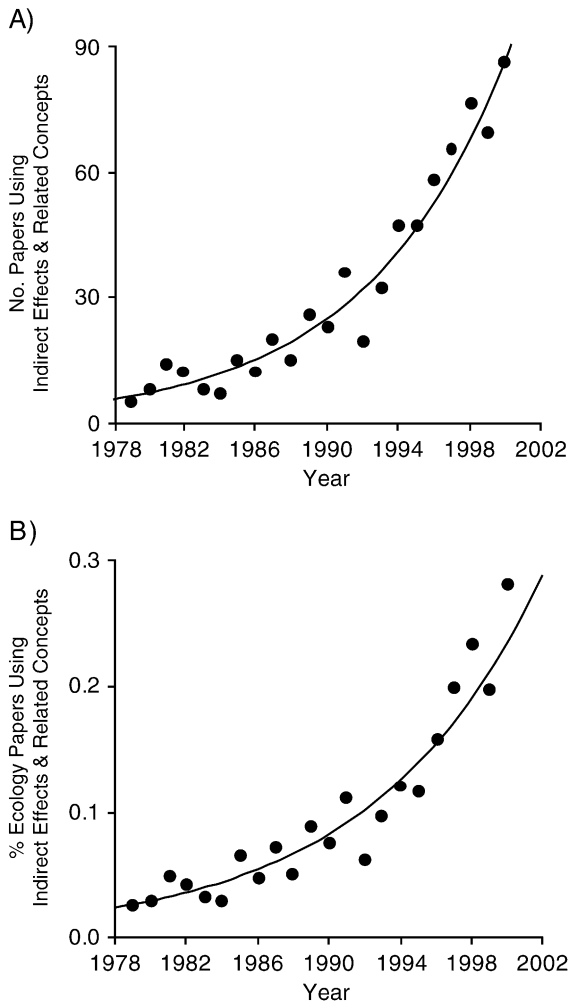 A)
No. Papers Using
Indirect Effects & Related Concepts
90
60
30
0
1978 1982 1986 1990 1994 1998 2002
Year
B)
% Ecology Papers Using
Indirect Effects & Related Concepts
0.3
0.2
0.1
0.0
1978 1982 1986 1990 1994 1998 2002
Year